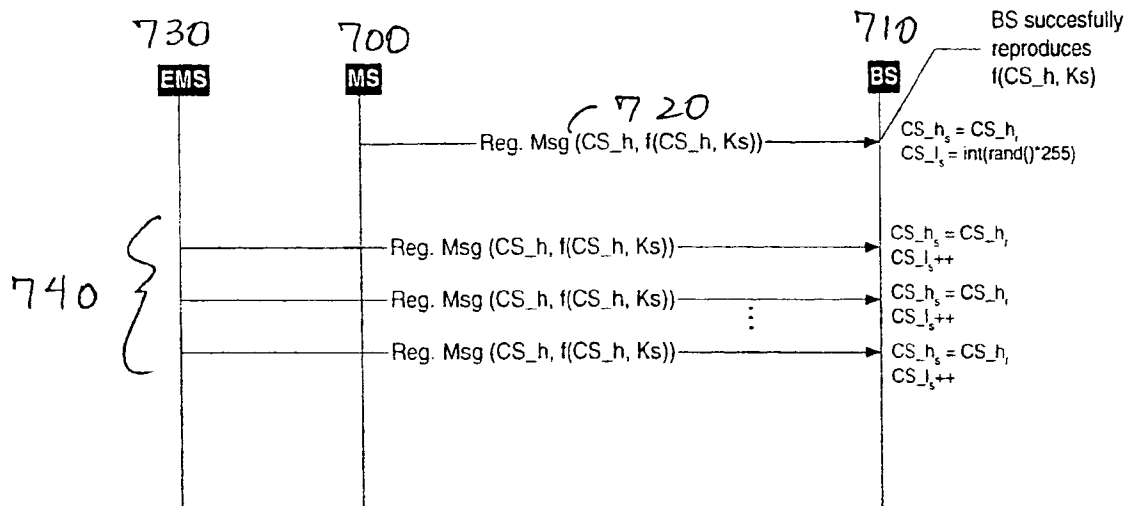 730
700
710
BS succesfully
reproduces
f(CS_h, Ks)
EMS
MS
BS
720
Reg. Msg (CS_h, f(CS_h, Ks))
CS_hₛ = CS_hᵣ
CS_lₛ = int(rand()*255)
740
Reg. Msg (CS_h, f(CS_h, Ks))
CS_hₛ = CS_hᵣ
CS_lₛ++
Reg. Msg (CS_h, f(CS_h, Ks))
CS_hₛ = CS_hᵣ
CS_lₛ++
⋮
Reg. Msg (CS_h, f(CS_h, Ks))
CS_hₛ = CS_hᵣ
CS_lₛ++